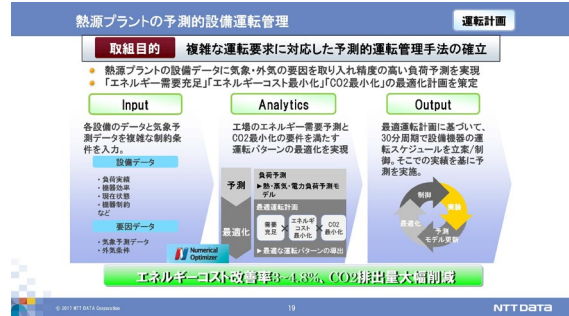 熱源プラントの予測的設備運転管理
運転計画
取組目的
複雑な運転要求に対応した予測的運転管理手法の確立
● 熱源プラントの設備データに気象・外気の要因を取り入れ精度の高い負荷予測を実現
● 「エネルギー需要充足」「エネルギーコスト最小化」「CO2最小化」の最適化計画を策定
Input
各設備のデータと気象予
測データを複雑な制約条
件を入力。
設備データ
・負荷実績
・機器効率
・現在状態
・機器制約
など
要因データ
・気象予測データ
・外気条件
Analytics
工場のエネルギー需要予測と
CO2最小化の要件を満たす
運転パターンの最適化を実現
予測
負荷予測
▶熱・蒸気・電力負荷予測モ
デル
最適化
最適運転計画
需要
充足
×
エネルギ
コスト
最小化
×
CO2
最小化
▶最適な運転パターンの導出
Numerical
Optimizer
Output
最適運転計画に基づいて、
30分周期で設備機器の運
転スケジュールを立案/制
御。そこでの実績を基に予
測を実施。
制御
実績
予測
モデル更新
最適化
エネルギーコスト改善率3~4.8%、CO2排出量大幅削減
© 2017 NTT DATA Corporation
19
NTT DATA